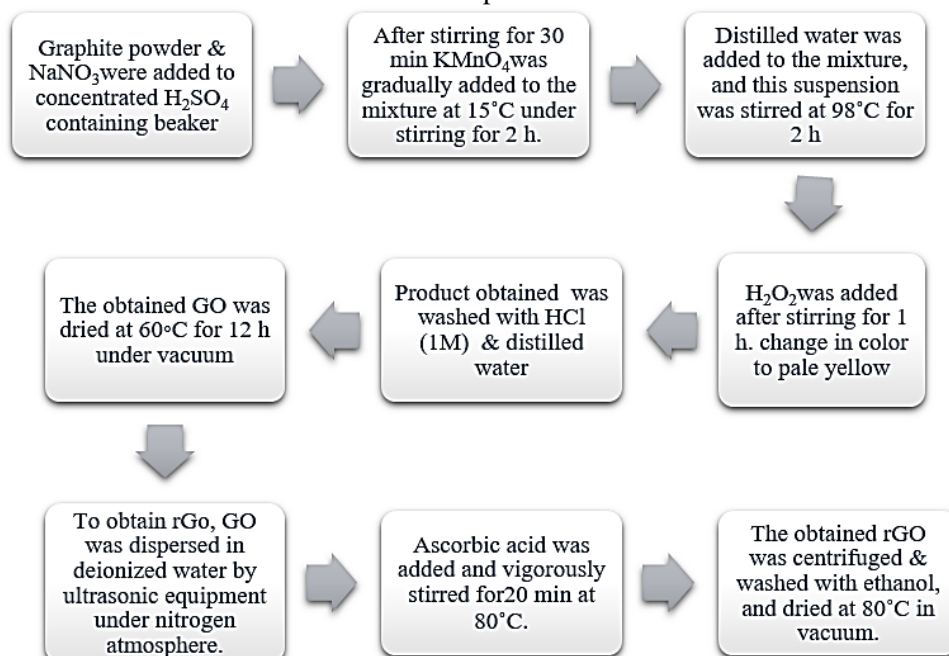 Graphite powder &
NaNO₃were added to
concentrated H₂SO₄
containing beaker
After stirring for 30
min KMnO₄was
gradually added to the
mixture at 15°C under
stirring for 2 h.
Distilled water was
added to the mixture,
and this suspension
was stirred at 98°C for
2 h
H₂O₂was added
after stirring for 1
h. change in color
to pale yellow
Product obtained was
washed with HCl
(1M) & distilled
water
The obtained GO was
dried at 60°C for 12 h
under vacuum
To obtain rGo, GO
was dispersed in
deionized water by
ultrasonic equipment
under nitrogen
atmosphere.
Ascorbic acid was
added and vigorously
stirred for20 min at
80°C.
The obtained rGO
was centrifuged &
washed with ethanol,
and dried at 80°C in
vacuum.